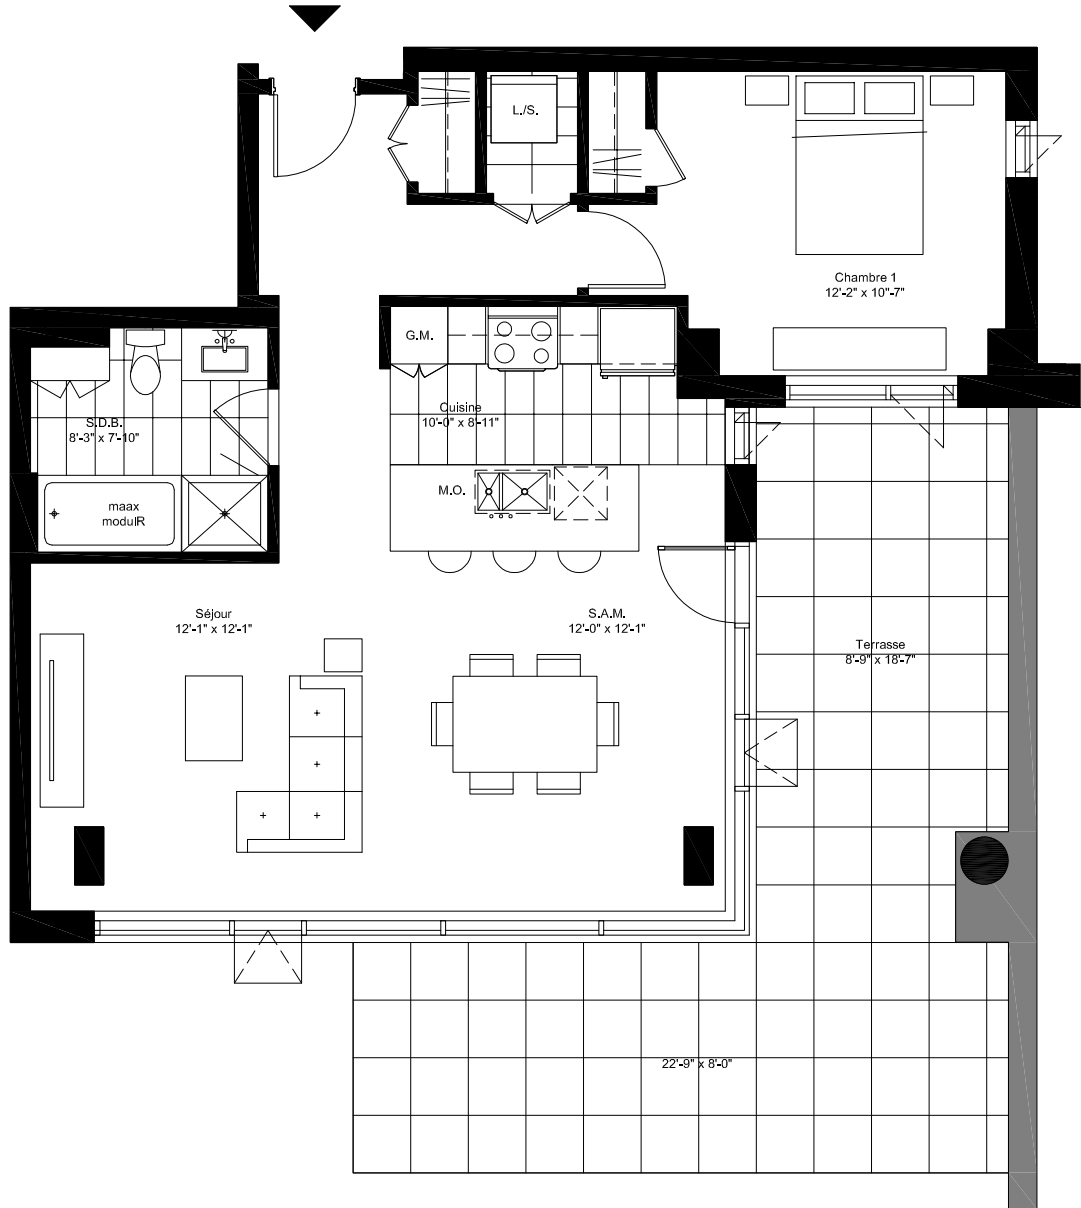 L./S.
Chambre 1
12'-2" x 10"-7"
G.M.
Cuisine
10'-0" x 8'-11"
S.D.B.
8'-3" x 7'-10"
M.O.
maax
modulR
Séjour
12'-1" x 12'-1"
S.A.M.
12'-0" x 12'-1"
Terrasse
8'-9" x 18'-7"
22'-9" x 8'-0"